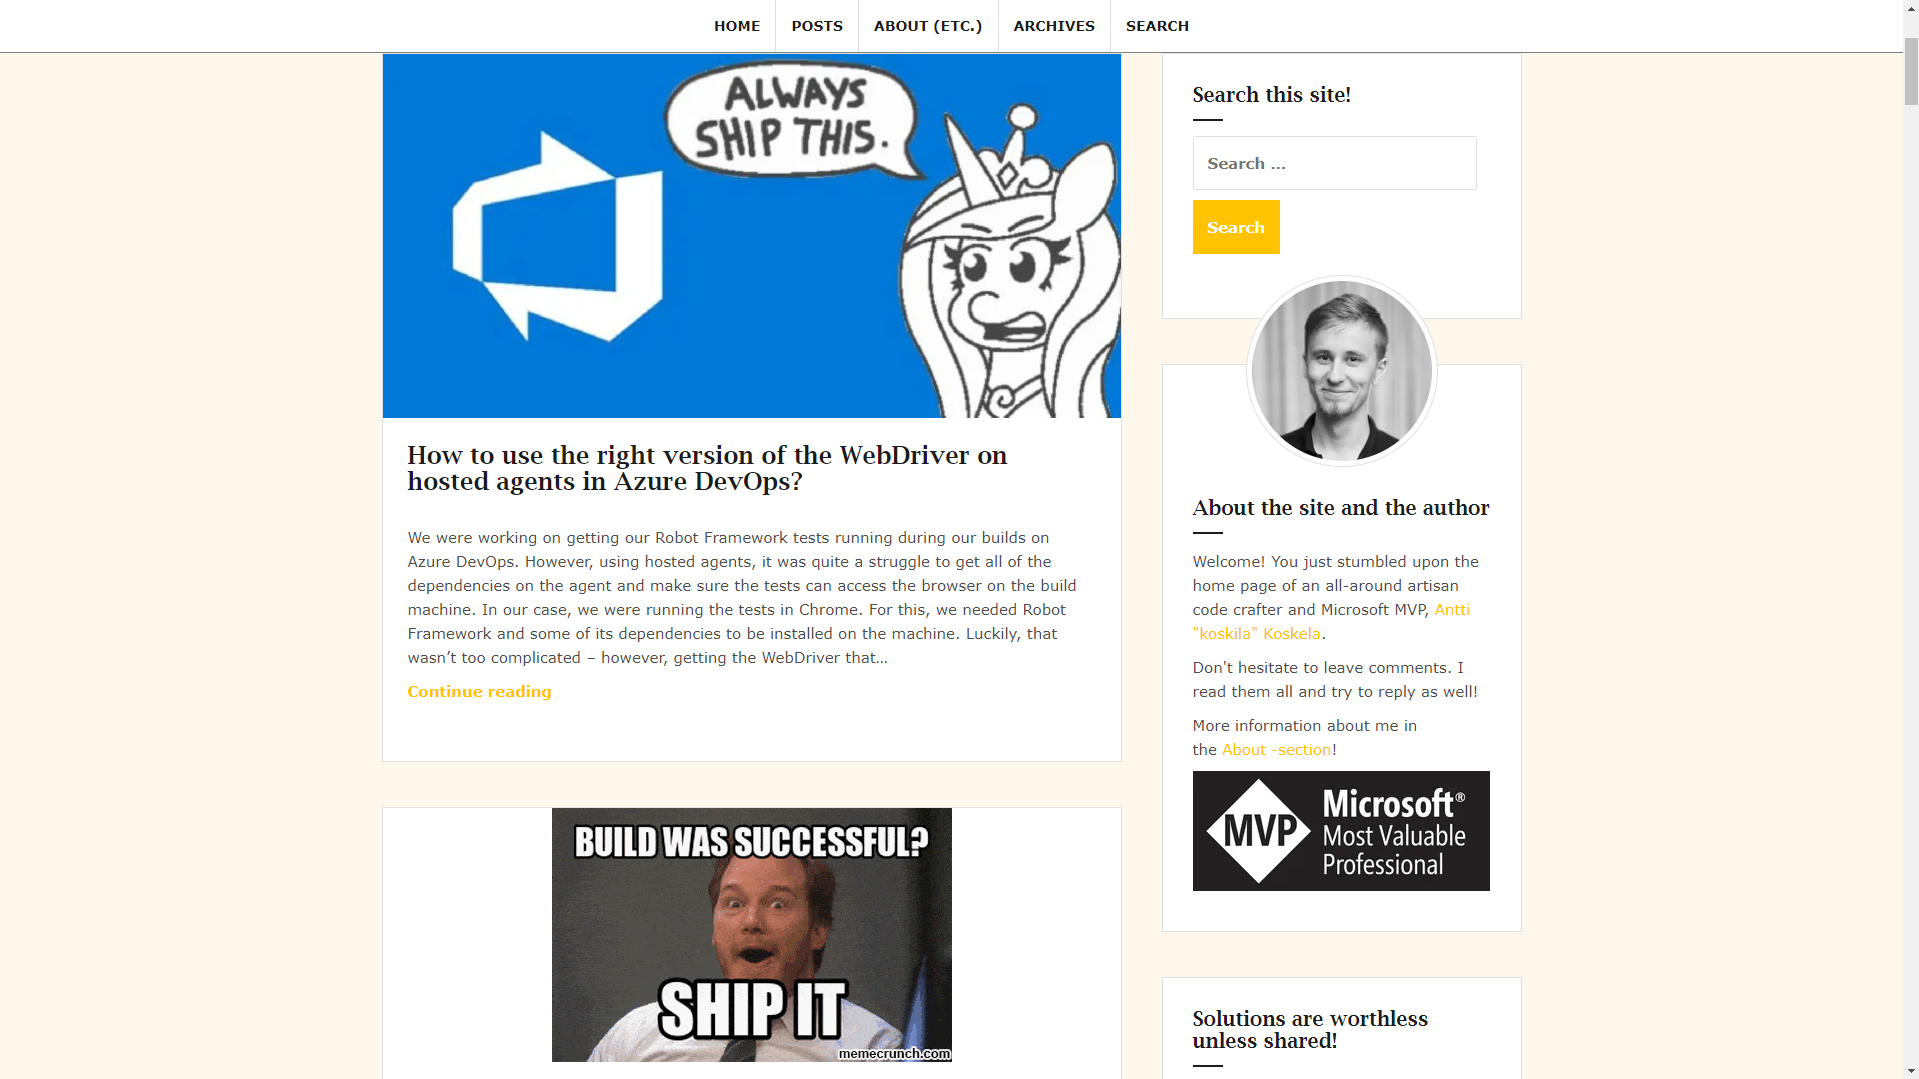 HOME
POSTS
ABOUT (ETC.)
ARCHIVES
SEARCH
ALWAYS
SHIP THIS.
How to use the right version of the WebDriver on
hosted agents in Azure DevOps?
We were working on getting our Robot Framework tests running during our builds on
Azure DevOps. However, using hosted agents, it was quite a struggle to get all of the
dependencies on the agent and make sure the tests can access the browser on the build
machine. In our case, we were running the tests in Chrome. For this, we needed Robot
Framework and some of its dependencies to be installed on the machine. Luckily, that
wasn’t too complicated – however, getting the WebDriver that…
Continue reading
BUILD WAS SUCCESSFUL?
SHIP IT
memecrunch.com
Search this site!
Search …
Search
About the site and the author
Welcome! You just stumbled upon the
home page of an all-around artisan
code crafter and Microsoft MVP, Antti
"koskila" Koskela.
Don't hesitate to leave comments. I
read them all and try to reply as well!
More information about me in
the About -section!
MVP
Microsoft®
Most Valuable
Professional
Solutions are worthless
unless shared!